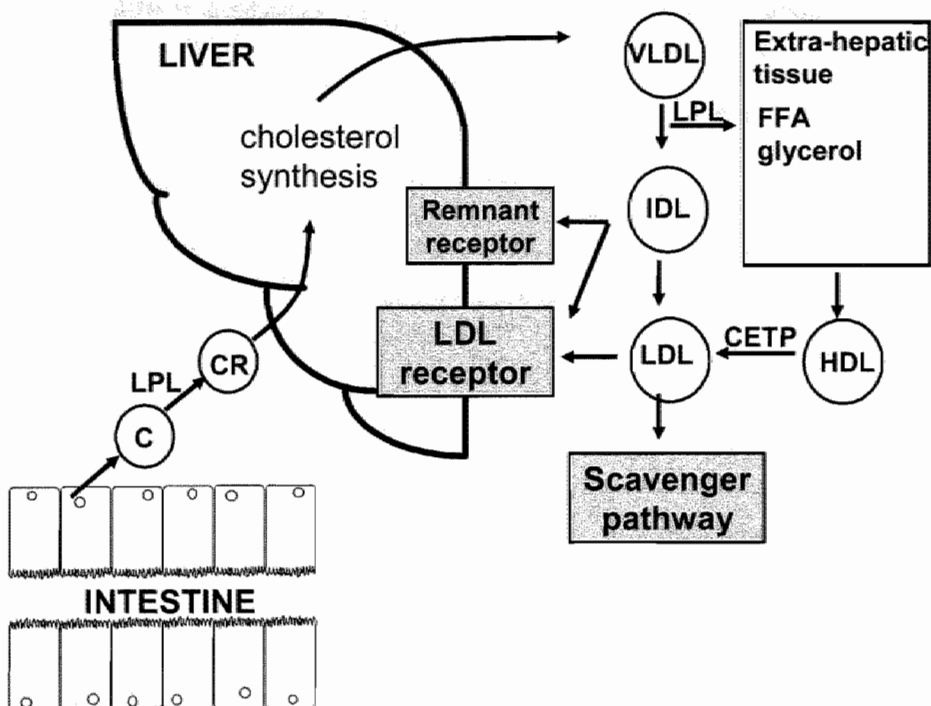 LIVER
cholesterol
synthesis
VLDL
LPL
Extra-hepatic
tissue
FFA
glycerol
Remnant
receptor
IDL
LDL
receptor
LDL
CETP
HDL
CR
LPL
C
Scavenger
pathway
INTESTINE